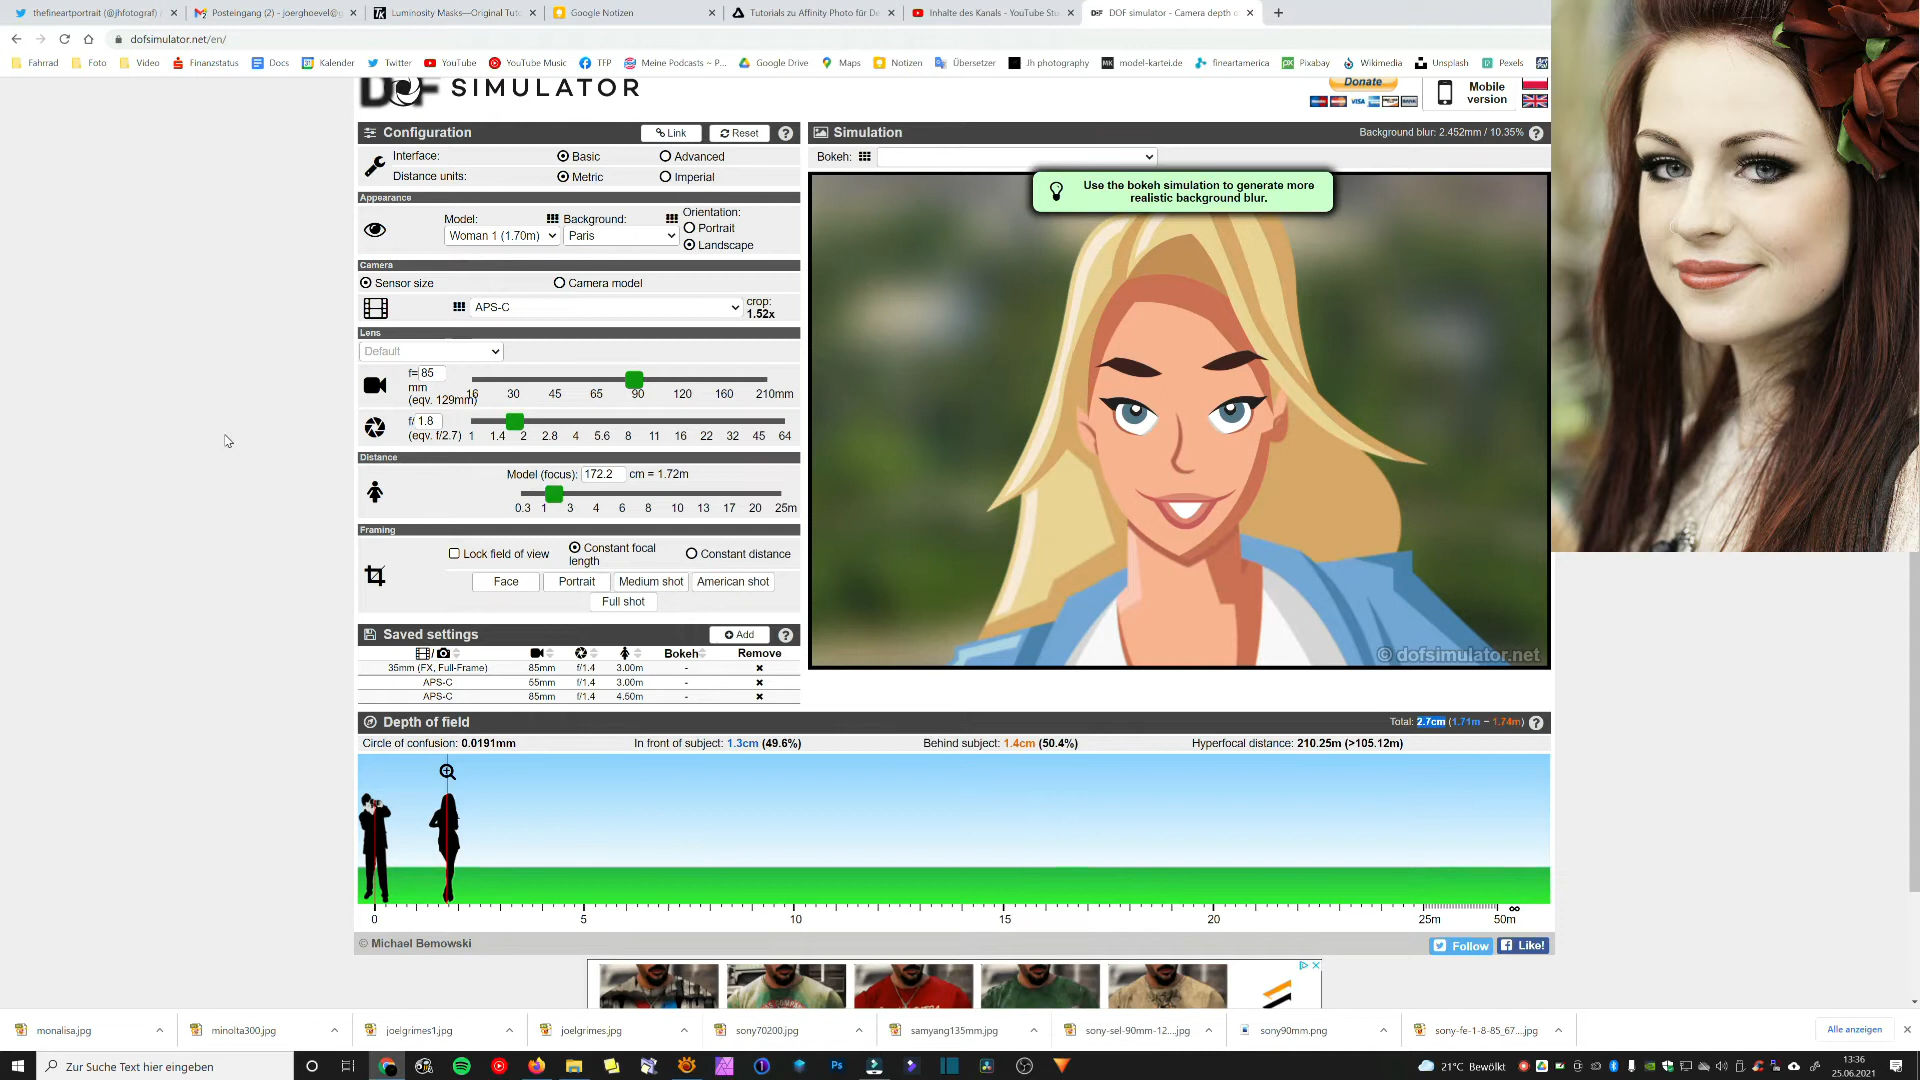 thefineartportrait (@jhfotograf) /
Posteingang (2) - joerghoevel@g
Luminosity Masks—Original Tuto
Google Notizen
Tutorials zu Affinity Photo für De
Inhalte des Kanals - YouTube Stu
DOF simulator - Camera depth o
dofsimulator.net/en/
Fahrrad
Foto
Video
Finanzstatus
Docs
Kalender
Twitter
YouTube
YouTube Music
TFP
Meine Podcasts ~ P...
Google Drive
Maps
Notizen
Übersetzer
Jh photography
model-kartei.de
fineartamerica
Pixabay
Wikimedia
Unsplash
Pexels
DOF SIMULATOR
Donate
Mobile
version
Configuration
Link
Reset
Interface:
Basic
Advanced
Distance units:
Metric
Imperial
Appearance
Model:
Background:
Orientation:
Woman 1 (1.70m)
Paris
Portrait
Landscape
Camera
Sensor size
Camera model
APS-C
crop:
1.52x
Lens
Default
f= 85
mm
(eqv. 129mm)
16 30 45 65 90 120 160 210mm
f/ 1.8
(eqv. f/2.7)
1 1.4 2 2.8 4 5.6 8 11 16 22 32 45 64
Distance
Model (focus): 172.2 cm = 1.72m
0.3 1 3 4 6 8 10 13 17 20 25m
Framing
Lock field of view
Constant focal
length
Constant distance
Face
Portrait
Medium shot
American shot
Full shot
Saved settings
Add
Bokeh
Remove
35mm (FX, Full-Frame) 85mm f/1.4 3.00m - ×
APS-C 55mm f/1.4 3.00m - ×
APS-C 85mm f/1.4 4.50m - ×
Simulation
Background blur: 2.452mm / 10.35%
Bokeh:
Use the bokeh simulation to generate more
realistic background blur.
© dofsimulator.net
Depth of field
Total: 2.7cm (1.71m − 1.74m)
Circle of confusion: 0.0191mm
In front of subject: 1.3cm (49.6%)
Behind subject: 1.4cm (50.4%)
Hyperfocal distance: 210.25m (>105.12m)
0 5 10 15 20 25m 50m ∞
© Michael Bemowski
Follow
Like!
monalisa.jpg
minolta300.jpg
joelgrimes1.jpg
joelgrimes.jpg
sony70200.jpg
samyang135mm.jpg
sony-sel-90mm-12....jpg
sony90mm.png
sony-fe-1-8-85_67....jpg
Alle anzeigen
Zur Suche Text hier eingeben
21°C Bewölkt
13:36
25.06.2021